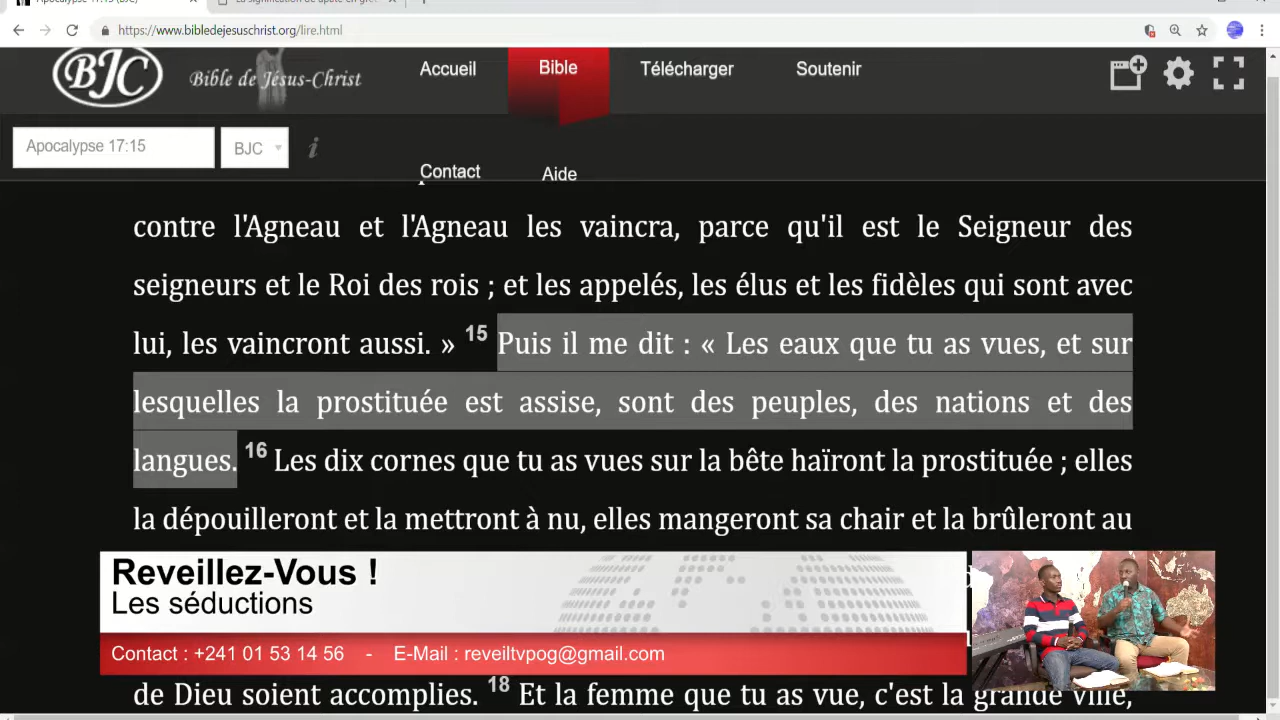 Apocalypse 17:15 (BJC)
https://www.bibledejesuschrist.org/lire.html
BJC
Bible de Jésus-Christ
Accueil
Bible
Télécharger
Soutenir
Apocalypse 17:15
BJC
i
Contact
Aide
contre l'Agneau et l'Agneau les vaincra, parce qu'il est le Seigneur des
seigneurs et le Roi des rois ; et les appelés, les élus et les fidèles qui sont avec
lui, les vaincront aussi. » 15 Puis il me dit : « Les eaux que tu as vues, et sur
lesquelles la prostituée est assise, sont des peuples, des nations et des
langues. 16 Les dix cornes que tu as vues sur la bête haïront la prostituée ; elles
la dépouilleront et la mettront à nu, elles mangeront sa chair et la brûleront au
Reveillez-Vous !
Les séductions
Contact : +241 01 53 14 56 - E-Mail : reveiltvpog@gmail.com
de Dieu soient accomplies. 18 Et la femme que tu as vue, c'est la grande ville,